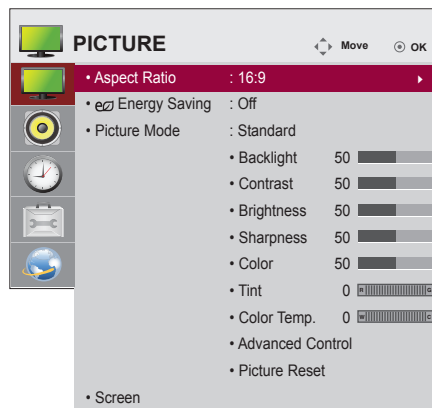 PICTURE Move OK
• Aspect Ratio : 16:9
• Energy Saving : Off
• Picture Mode : Standard
• Backlight 50
• Contrast 50
• Brightness 50
• Sharpness 50
• Color 50
• Tint 0 R G
• Color Temp. 0 W C
• Advanced Control
• Picture Reset
• Screen